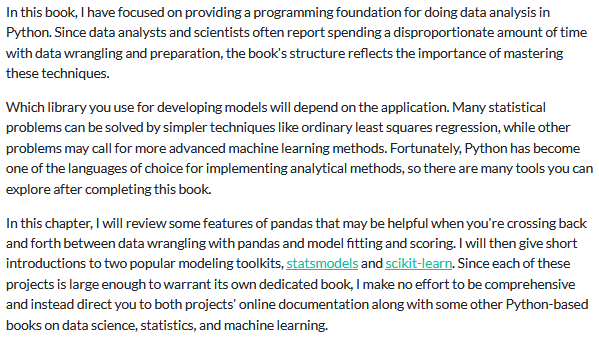 In this book, I have focused on providing a programming foundation for doing data analysis in
Python. Since data analysts and scientists often report spending a disproportionate amount of time
with data wrangling and preparation, the book's structure reflects the importance of mastering
these techniques.
Which library you use for developing models will depend on the application. Many statistical
problems can be solved by simpler techniques like ordinary least squares regression, while other
problems may call for more advanced machine learning methods. Fortunately, Python has become
one of the languages of choice for implementing analytical methods, so there are many tools you can
explore after completing this book.
In this chapter, I will review some features of pandas that may be helpful when you're crossing back
and forth between data wrangling with pandas and model fitting and scoring. I will then give short
introductions to two popular modeling toolkits, statsmodels and scikit-learn. Since each of these
projects is large enough to warrant its own dedicated book, I make no effort to be comprehensive
and instead direct you to both projects' online documentation along with some other Python-based
books on data science, statistics, and machine learning.